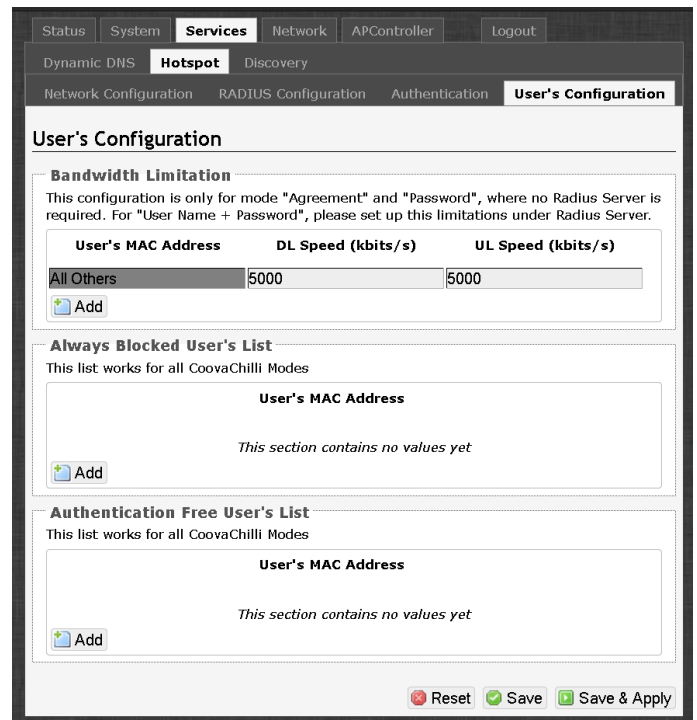 Status System Services Network APController Logout
Dynamic DNS Hotspot Discovery
Network Configuration RADIUS Configuration Authentication User's Configuration
User's Configuration
Bandwidth Limitation
This configuration is only for mode "Agreement" and "Password", where no Radius Server is
required. For "User Name + Password", please set up this limitations under Radius Server.
User's MAC Address DL Speed (kbits/s) UL Speed (kbits/s)
All Others 5000 5000
Add
Always Blocked User's List
This list works for all CoovaChilli Modes
User's MAC Address
This section contains no values yet
Add
Authentication Free User's List
This list works for all CoovaChilli Modes
User's MAC Address
This section contains no values yet
Add
Reset Save Save & Apply